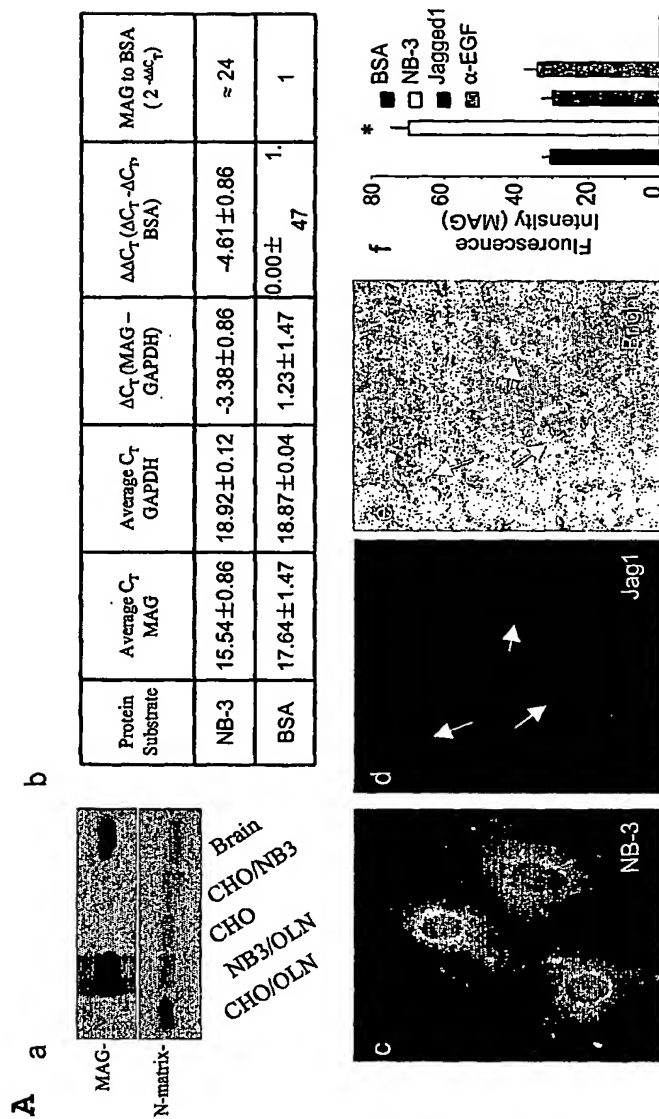 A
a
MAG-
N-matrix-
CHO/OLN
NB3/OLN
CHO
CHO/NB3
Brain
b
Protein Substrate
Average C_T MAG
Average C_T GAPDH
ΔC_T (MAG – GAPDH)
ΔΔC_T (ΔC_T -ΔC_T, BSA)
MAG to BSA (2 -ΔΔC_T)
NB-3
15.54±0.86
18.92±0.12
-3.38±0.86
-4.61±0.86
≈ 24
BSA
17.64±1.47
18.87±0.04
1.23±1.47
0.00± 1.
47
1
c
NB-3
d
Jag1
e
Bright
f
Fluorescence
Intensity (MAG)
80
60
40
20
0
*
BSA
NB-3
Jagged1
α-EGF